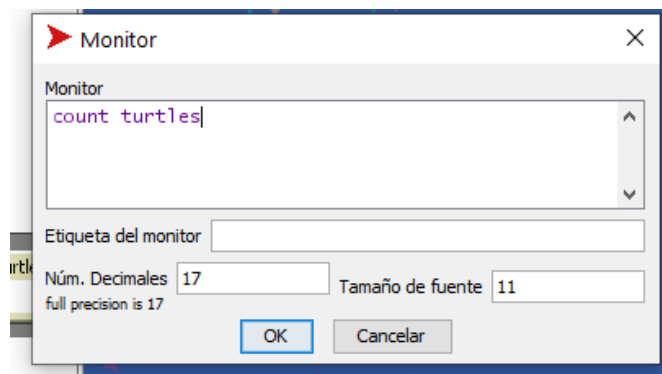 Monitor
Monitor
count turtles
Etiqueta del monitor
Núm. Decimales 17 Tamaño de fuente 11
full precision is 17
OK Cancelar